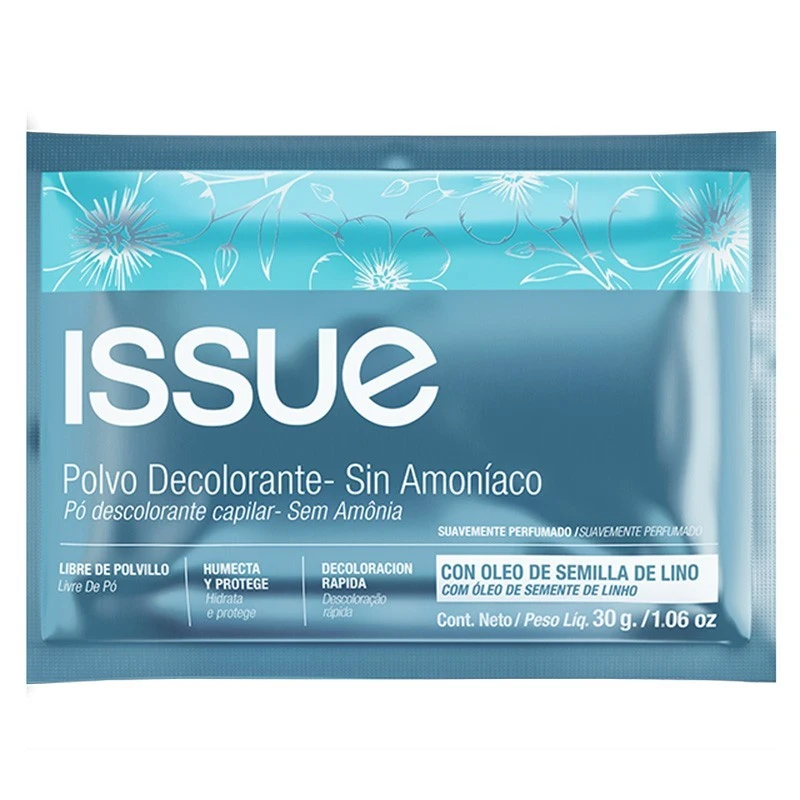 ISSUE
Polvo Decolorante- Sin Amoníaco
Pó descolorante capilar- Sem Amônia
SUAVEMENTE PERFUMADO / SUAVEMENTE PERFUMADO
LIBRE DE POLVILLO
Livre De Pó
HUMECTA
Y PROTEGE
Hidrata
e protege
DECOLORACION
RAPIDA
Descoloração
rápida
CON OLEO DE SEMILLA DE LINO
COM ÓLEO DE SEMENTE DE LINHO
Cont. Neto / Peso Líq. 30 g. /1.06 oz